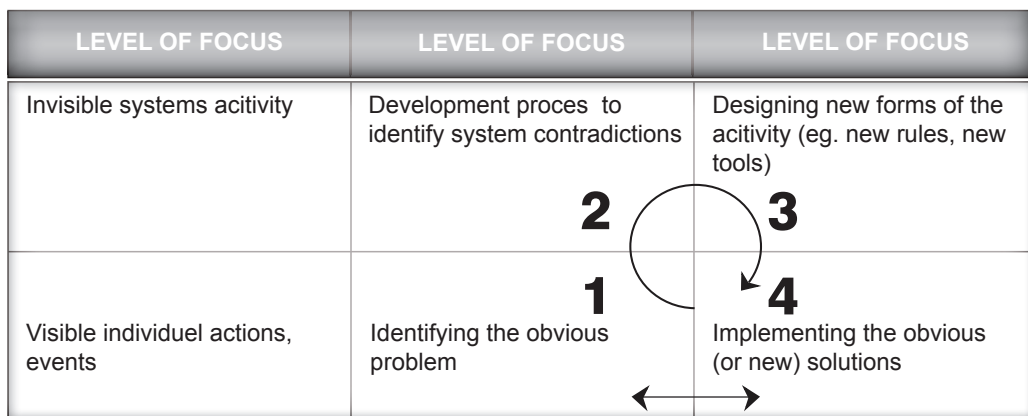 LEVEL OF FOCUS
LEVEL OF FOCUS
LEVEL OF FOCUS
Invisible systems acitivity
Development proces to
identify system contradictions
Designing new forms of the
acitivity (eg. new rules, new
tools)
2
3
1
4
Visible individuel actions,
events
Identifying the obvious
problem
Implementing the obvious
(or new) solutions